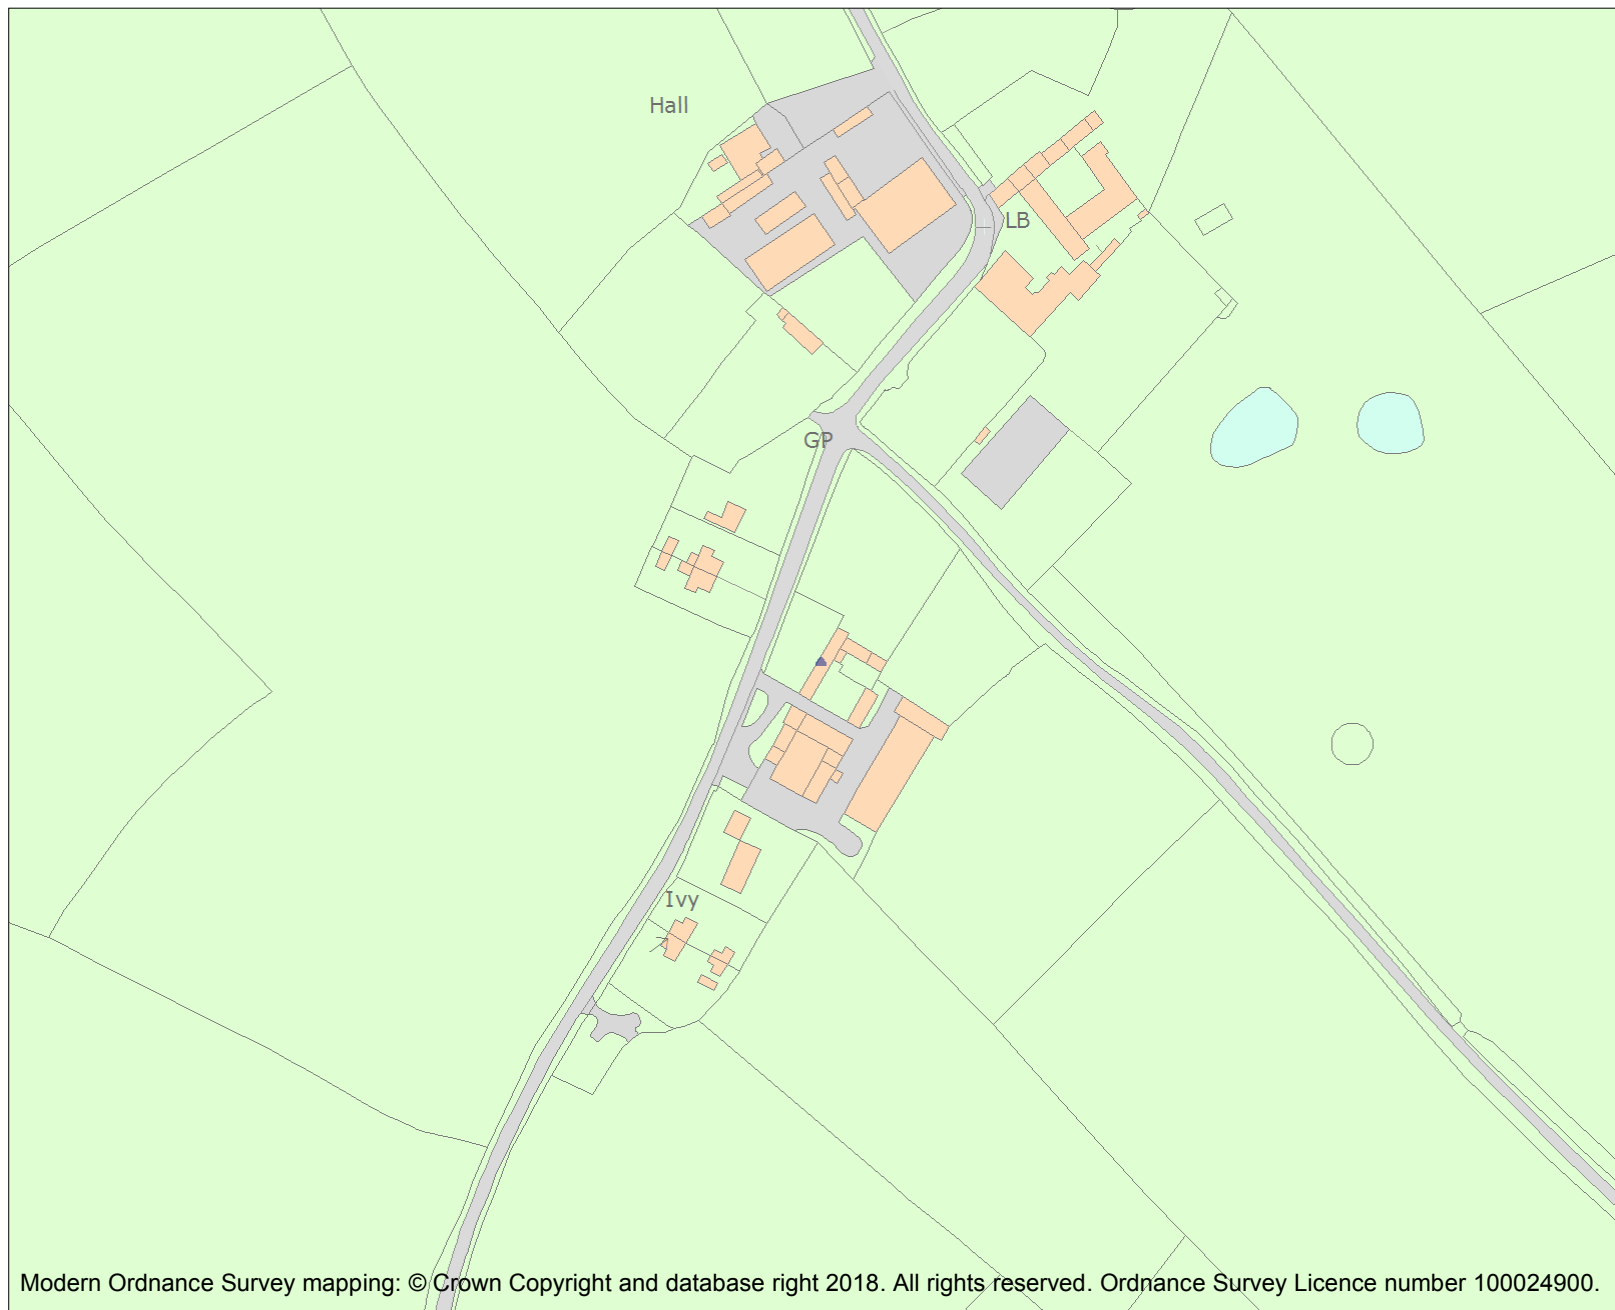 Hall
LB
GP
Ivy
Modern Ordnance Survey mapping: © Crown Copyright and database right 2018. All rights reserved. Ordnance Survey Licence number 100024900.